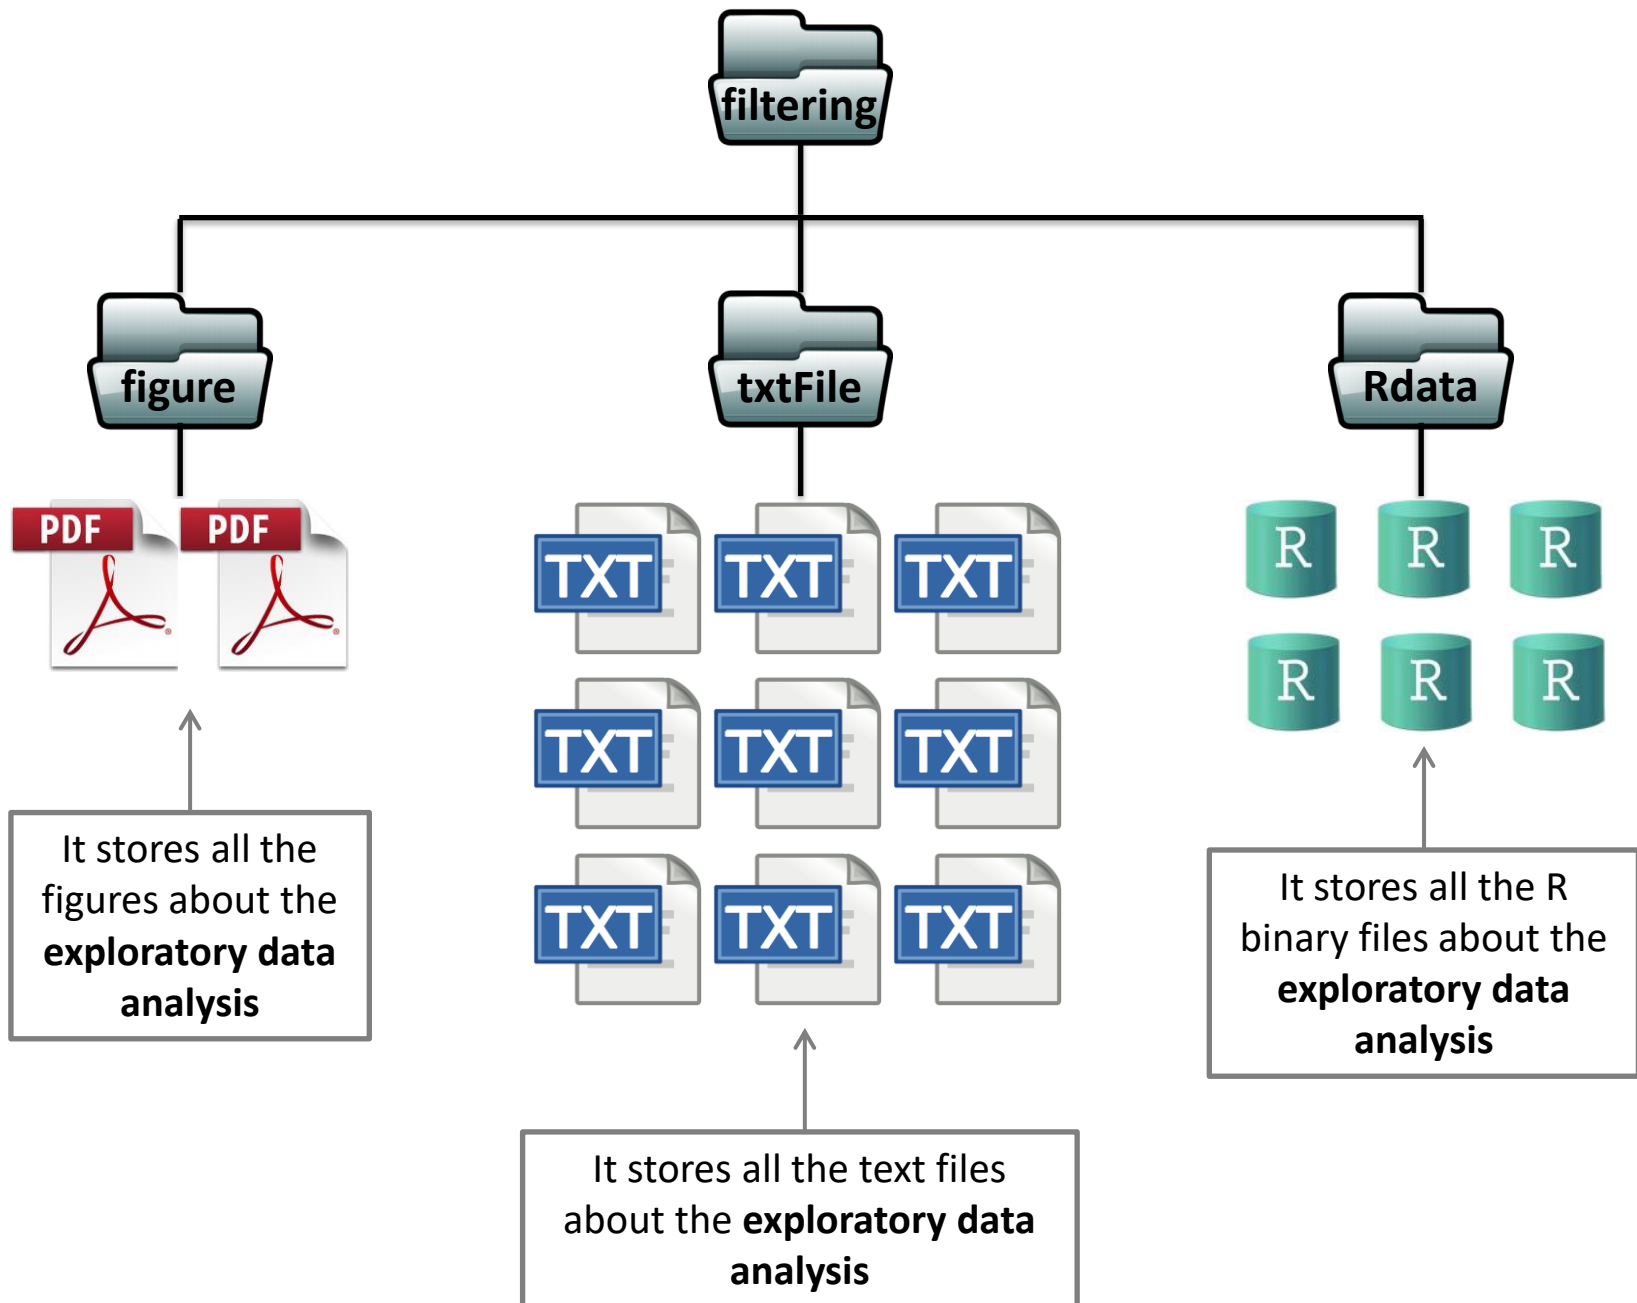 filtering
figure
txtFile
Rdata
PDF
PDF
TXT
TXT
TXT
R
R
R
R
R
R
TXT
TXT
TXT
TXT
TXT
TXT
It stores all the
figures about the
exploratory data
analysis
It stores all the R
binary files about the
exploratory data
analysis
It stores all the text files
about the exploratory data
analysis